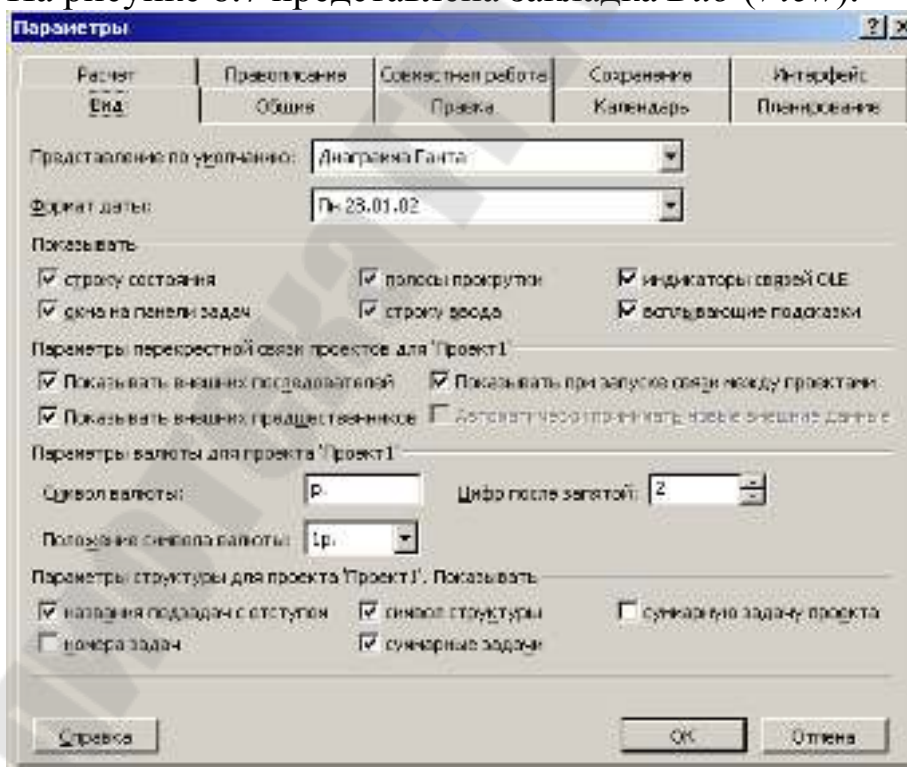 На рисунке 6.7 представлена закладка Вид (View).
Параметры
Расчет Правописание Совместная работа Сохранение Интерфейс
Вид Общие Правка Календарь Планирование
Представление по умолчанию: Диаграмма Ганта
Формат даты: Пн 28.01.02
Показывать
строку состояния полосы прокрутки индикаторы связей OLE
окна на панели задач строку ввода всплывающие подсказки
Параметры перекрестной связи проектов для 'Проект1'
Показывать внешних последователей Показывать при запуске связи между проектами
Показывать внешних предшественников Автоматически принимать новые внешние данные
Параметры валюты для проекта 'Проект1'
Символ валюты: р. Цифр после запятой: 2
Положение символа валюты: 1р.
Параметры структуры для проекта 'Проект1'. Показывать
названия подзадач с отступом символ структуры суммарную задачу проекта
номера задач суммарные задачи
Справка ОК Отмена